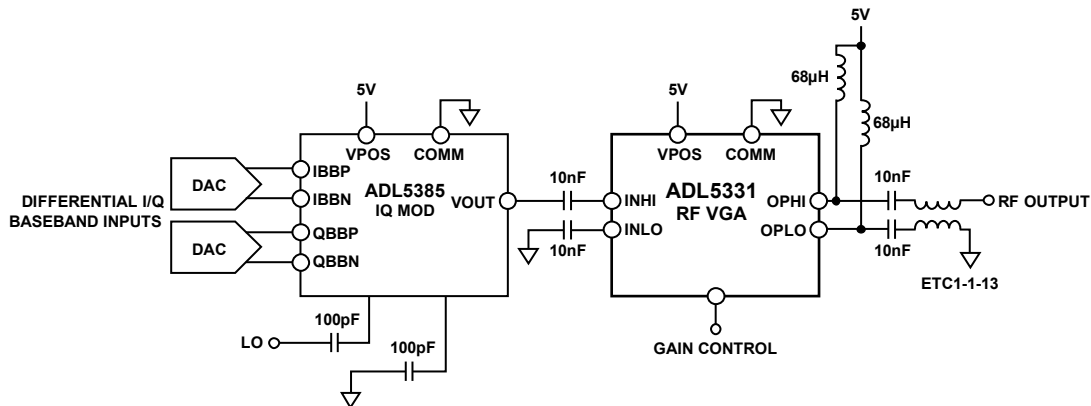 5V
68µH
68µH
5V
VPOS
COMM
5V
VPOS
COMM
DAC
DAC
DIFFERENTIAL I/Q
BASEBAND INPUTS
IBBP
IBBN
QBBP
QBBN
ADL5385
IQ MOD
VOUT
10nF
10nF
INHI
INLO
ADL5331
RF VGA
OPHI
OPLO
10nF
10nF
RF OUTPUT
ETC1-1-13
LO
100pF
100pF
GAIN CONTROL